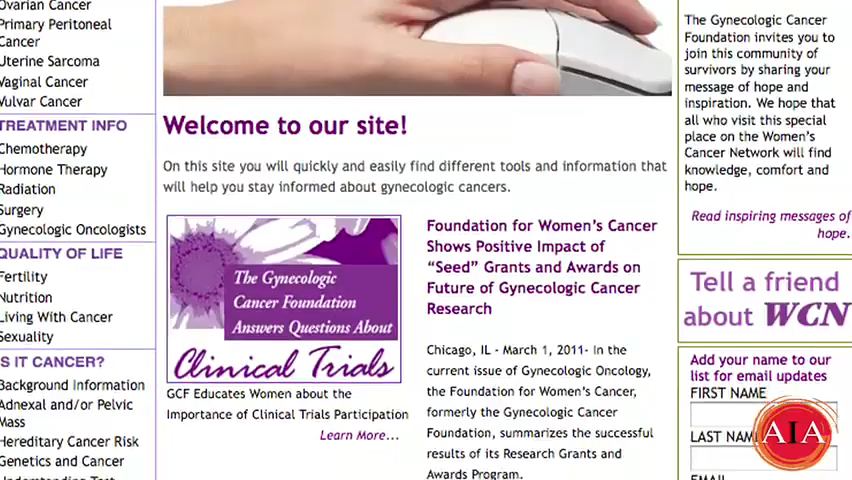 Ovarian Cancer
Primary Peritoneal
Cancer
Uterine Sarcoma
Vaginal Cancer
Vulvar Cancer
TREATMENT INFO
Chemotherapy
Hormone Therapy
Radiation
Surgery
Gynecologic Oncologists
QUALITY OF LIFE
Fertility
Nutrition
Living With Cancer
Sexuality
IS IT CANCER?
Background Information
Adnexal and/or Pelvic
Mass
Hereditary Cancer Risk
Genetics and Cancer
Understanding Test
Welcome to our site!
On this site you will quickly and easily find different tools and information that
will help you stay informed about gynecologic cancers.
The Gynecologic
Cancer Foundation
Answers Questions About
Clinical Trials
GCF Educates Women about the
Importance of Clinical Trials Participation
Learn More...
Foundation for Women's Cancer
Shows Positive Impact of
“Seed” Grants and Awards on
Future of Gynecologic Cancer
Research
Chicago, IL - March 1, 2011- In the
current issue of Gynecologic Oncology,
the Foundation for Women's Cancer,
formerly the Gynecologic Cancer
Foundation, summarizes the successful
results of its Research Grants and
Awards Program.
The Gynecologic Cancer
Foundation invites you to
join this community of
survivors by sharing your
message of hope and
inspiration. We hope that
all who visit this special
place on the Women's
Cancer Network will find
knowledge, comfort and
hope.
Read inspiring messages of
hope.
Tell a friend
about WCN
Add your name to our
list for email updates
FIRST NAME
LAST NAME
EMAIL
AIA